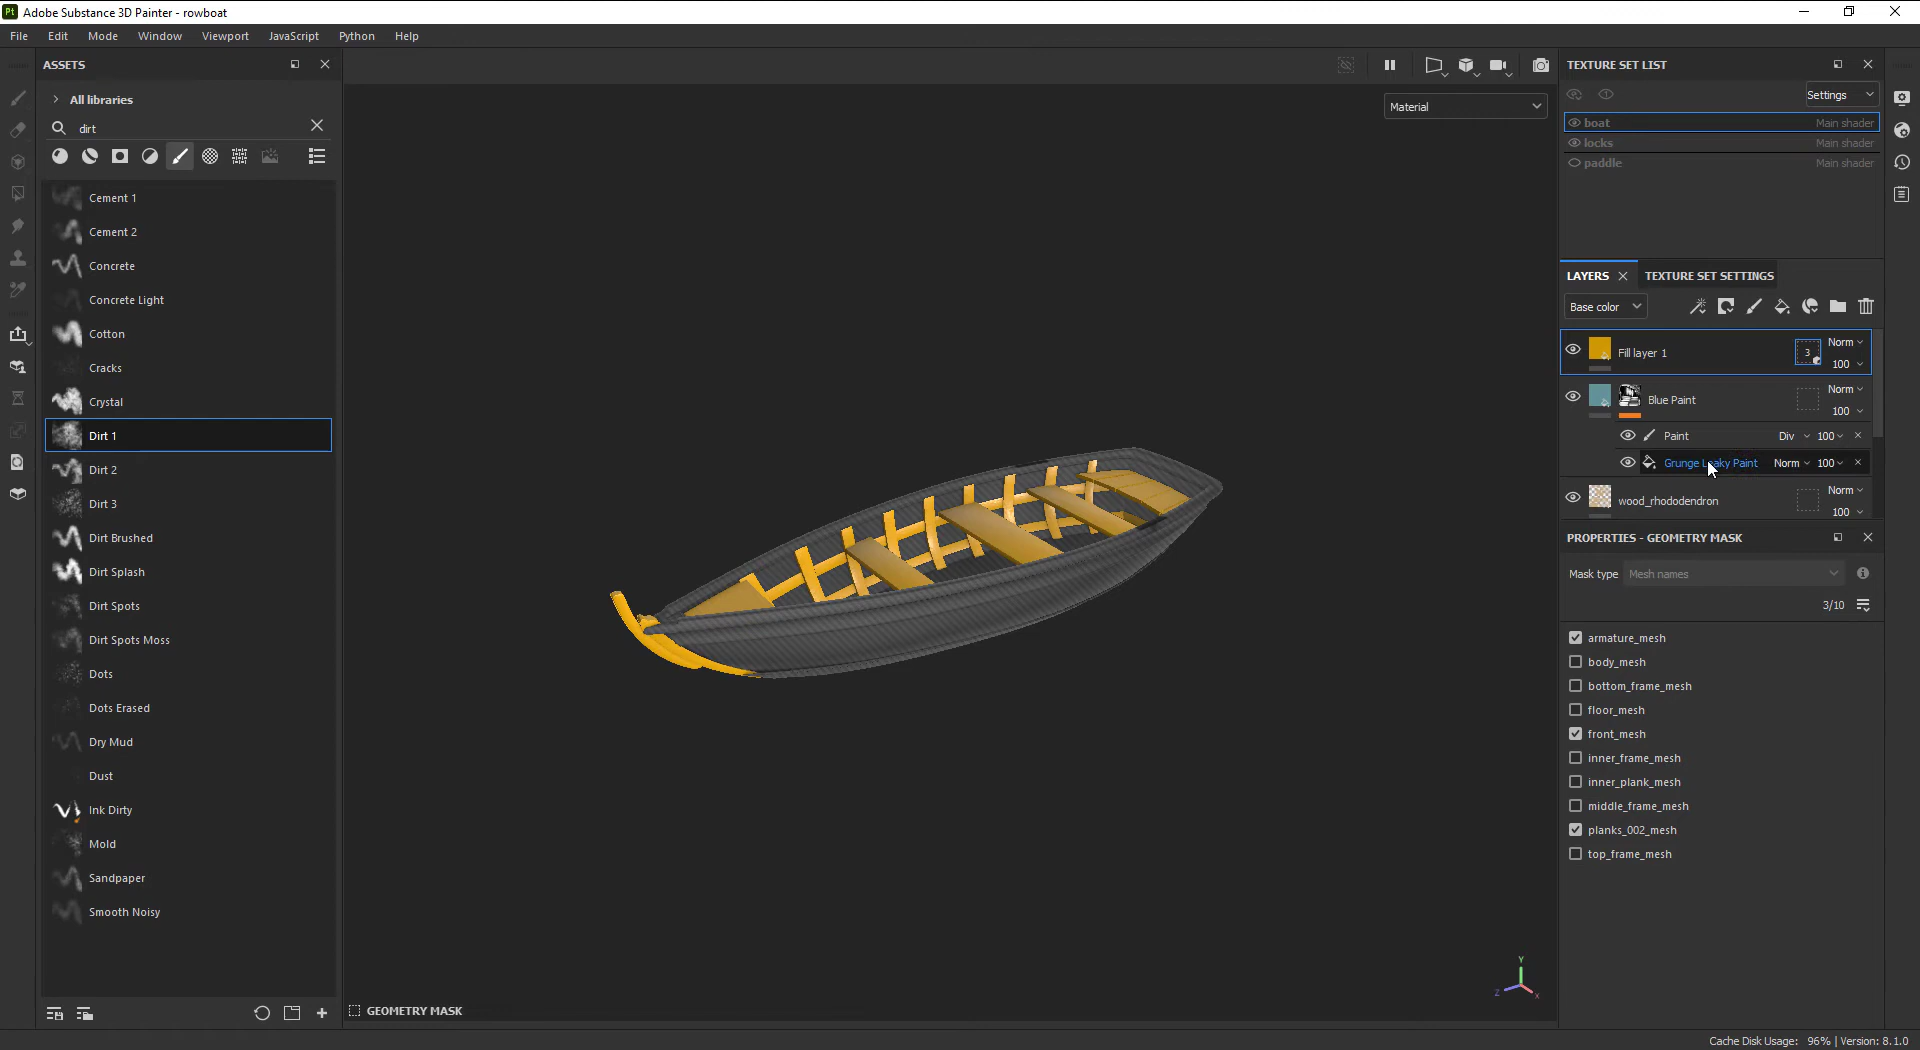 Pt Adobe Substance 3D Painter - rowboat
File Edit Mode Window Viewport JavaScript Python Help
ASSETS
All libraries
dirt
Cement 1
Cement 2
Concrete
Concrete Light
Cotton
Cracks
Crystal
Dirt 1
Dirt 2
Dirt 3
Dirt Brushed
Dirt Splash
Dirt Spots
Dirt Spots Moss
Dots
Dots Erased
Dry Mud
Dust
Ink Dirty
Mold
Sandpaper
Smooth Noisy
Material
Y
Z
X
GEOMETRY MASK
TEXTURE SET LIST
Settings
boat Main shader
locks Main shader
paddle Main shader
LAYERS TEXTURE SET SETTINGS
Base color
Fill layer 1 3 Norm
100
Blue Paint Norm
100
Paint Div 100
Grunge Leaky Paint Norm 100
wood_rhododendron Norm
100
PROPERTIES - GEOMETRY MASK
Mask type Mesh names
3/10
armature_mesh
body_mesh
bottom_frame_mesh
floor_mesh
front_mesh
inner_frame_mesh
inner_plank_mesh
middle_frame_mesh
planks_002_mesh
top_frame_mesh
Cache Disk Usage: 96% | Version: 8.1.0